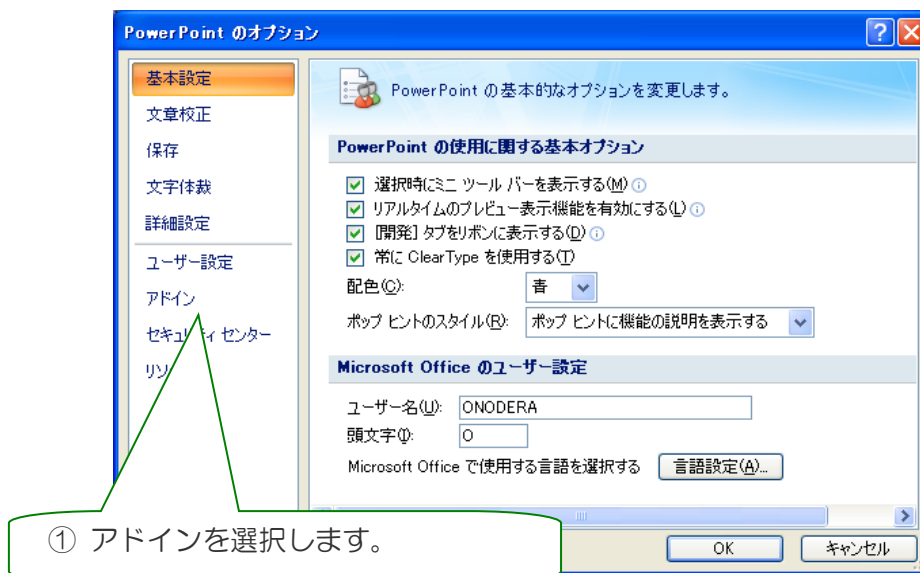 PowerPoint のオプション
基本設定
文章校正
保存
文字体裁
詳細設定
ユーザー設定
アドイン
センター
PowerPoint の基本的なオプションを変更します。
PowerPoint の使用に関する基本オプション
選択時にミニ ツール バーを表示する(M)
リアルタイムのプレビュー表示機能を有効にする(L)
[開発] タブをリボンに表示する(D)
常に ClearType を使用する(T)
配色(C): 青
ポップ ヒントのスタイル(R): ポップ ヒントに機能の説明を表示する
Microsoft Office のユーザー設定
ユーザー名(U): ONODERA
頭文字(I): O
Microsoft Office で使用する言語を選択する 言語設定(A)...
① アドインを選択します。
OK キャンセル